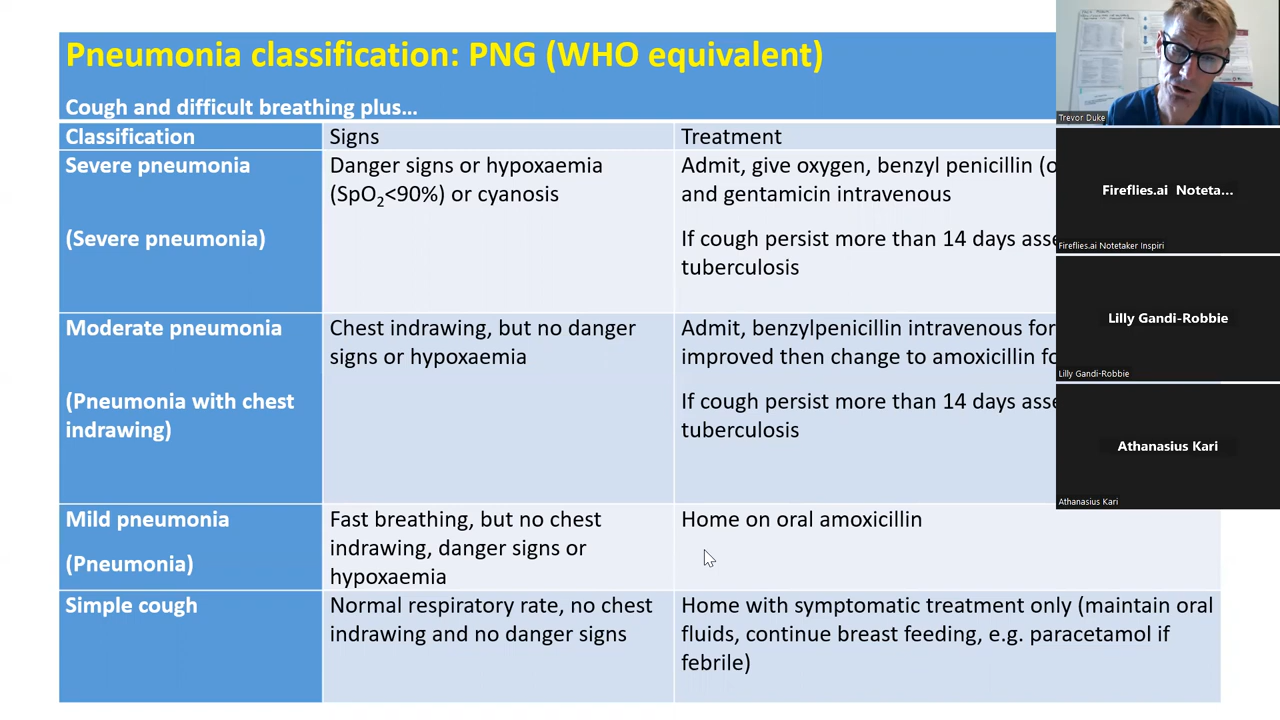 Pneumonia classification: PNG (WHO equivalent)
Cough and difficult breathing plus…
Classification
Signs
Treatment
Severe pneumonia
(Severe pneumonia)
Danger signs or hypoxaemia
(SpO2<90%) or cyanosis
Admit, give oxygen, benzyl penicillin
and gentamicin intravenous
If cough persist more than 14 days
tuberculosis
Moderate pneumonia
(Pneumonia with chest
indrawing)
Chest indrawing, but no danger
signs or hypoxaemia
Admit, benzylpenicillin intravenous for
improved then change to amoxicillin
If cough persist more than 14 days
tuberculosis
Mild pneumonia
(Pneumonia)
Fast breathing, but no chest
indrawing, danger signs or
hypoxaemia
Home on oral amoxicillin
Simple cough
Normal respiratory rate, no chest
indrawing and no danger signs
Home with symptomatic treatment only (maintain oral
fluids, continue breast feeding, e.g. paracetamol if
febrile)
Trevor Duke
Fireflies.ai Noteta...
Fireflies.ai Notetaker Inspiri
Lilly Gandi-Robbie
Lilly Gandi-Robbie
Athanasius Kari
Athanasius Kari